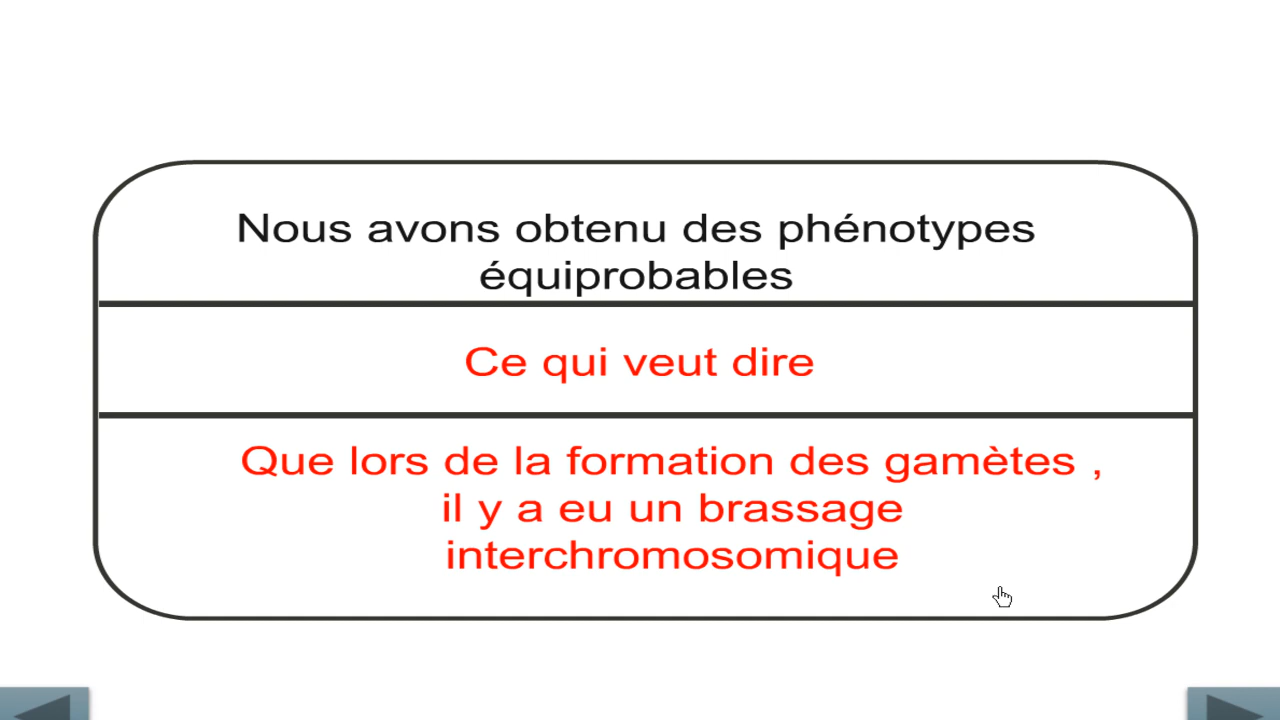 Nous avons obtenu des phénotypes
équiprobables
Ce qui veut dire
Que lors de la formation des gamètes ,
il y a eu un brassage
interchromosomique